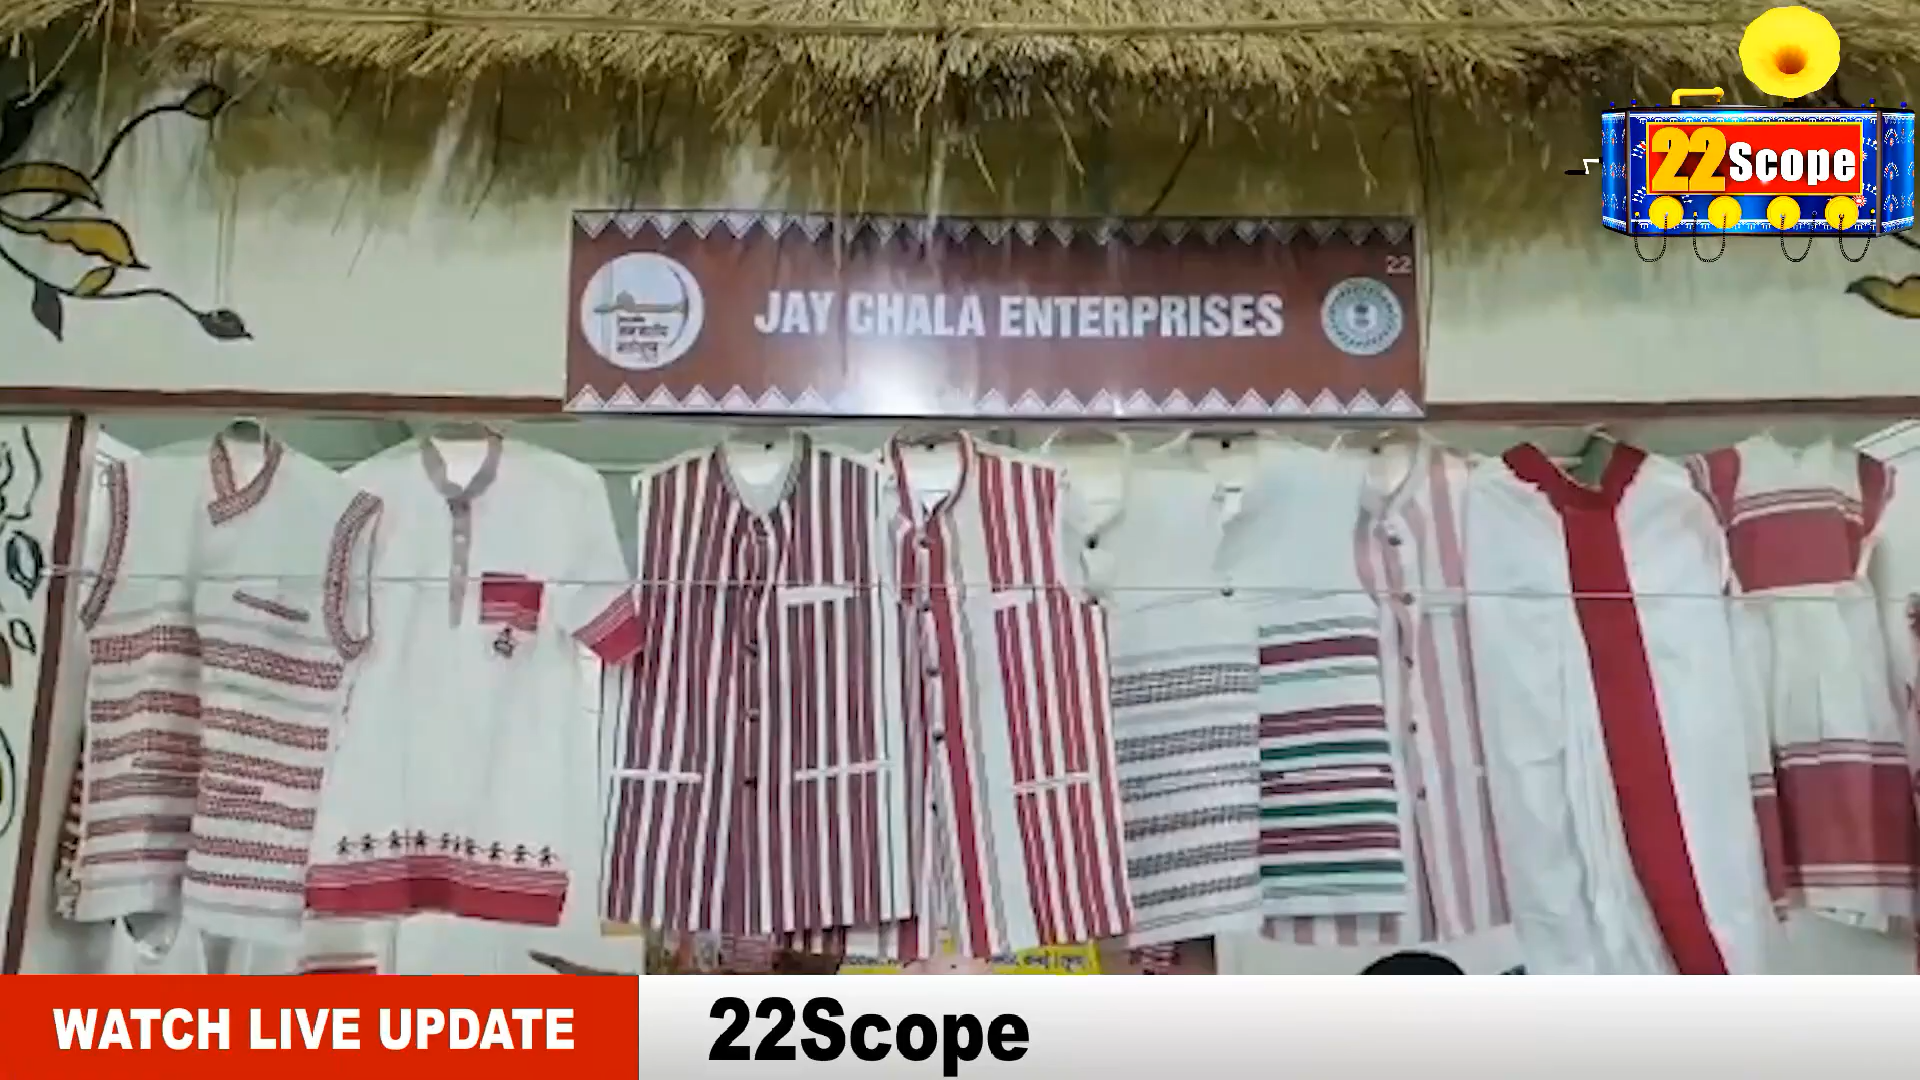 22Scope
22
JAY CHALA ENTERPRISES
WATCH LIVE UPDATE
22Scope